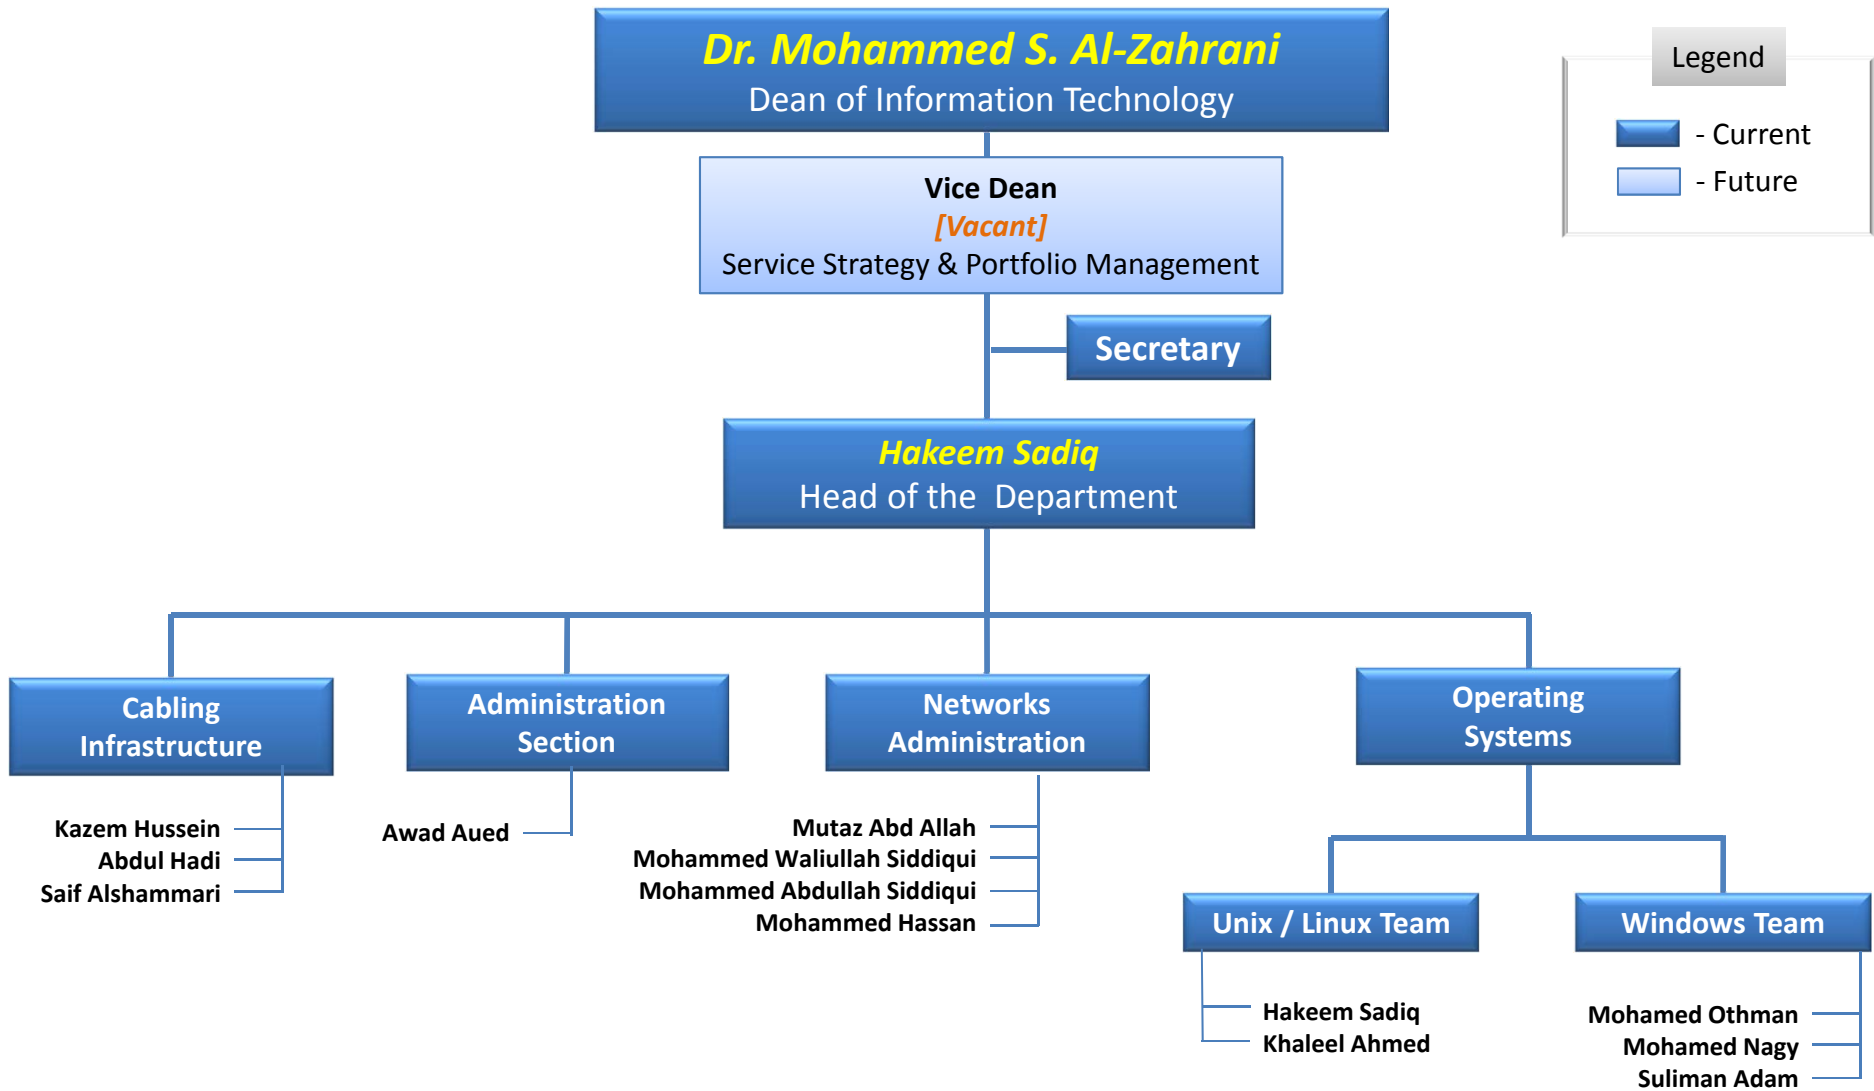 Dr. Mohammed S. Al-Zahrani
Dean of Information Technology
Legend
- Current
- Future
Vice Dean
[Vacant]
Service Strategy & Portfolio Management
Secretary
Hakeem Sadiq
Head of the Department
Cabling
Infrastructure
Kazem Hussein
Abdul Hadi
Saif Alshammari
Administration
Section
Awad Aued
Networks
Administration
Mutaz Abd Allah
Mohammed Waliullah Siddiqui
Mohammed Abdullah Siddiqui
Mohammed Hassan
Operating
Systems
Unix / Linux Team
Hakeem Sadiq
Khaleel Ahmed
Windows Team
Mohamed Othman
Mohamed Nagy
Suliman Adam